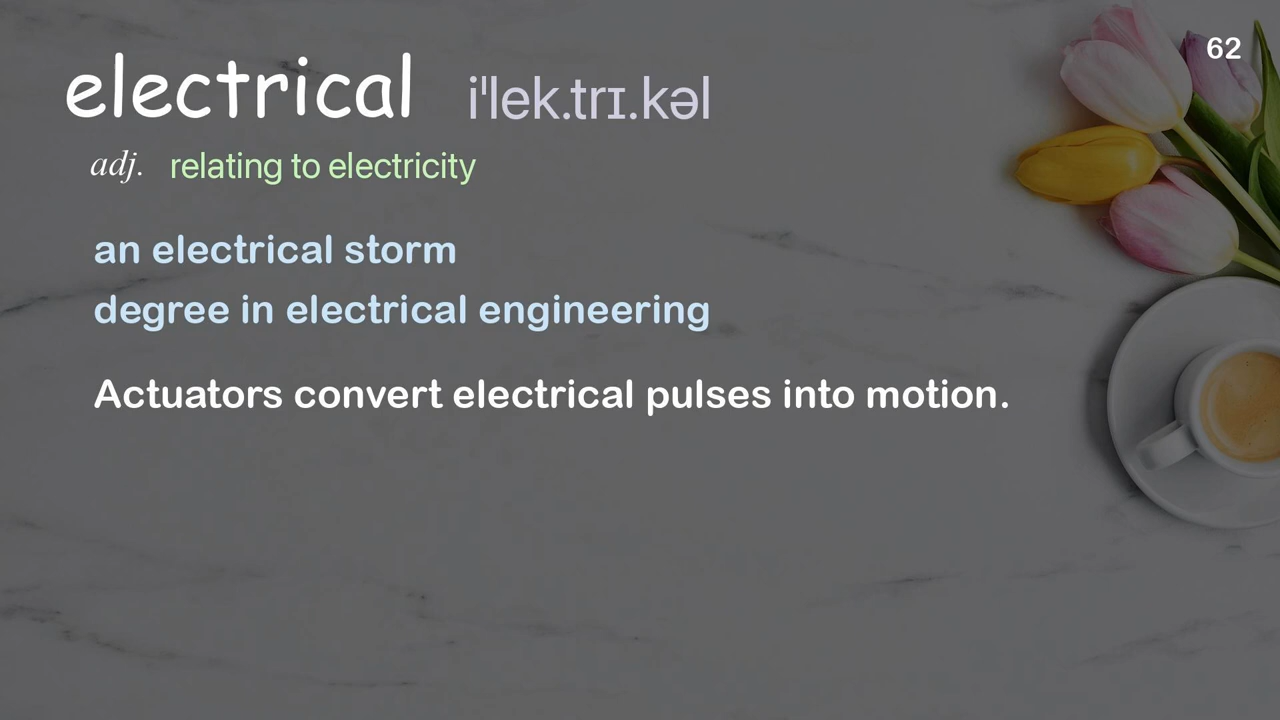 62
electrical iˈlek.trɪ.kəl
adj. relating to electricity
an electrical storm
degree in electrical engineering
Actuators convert electrical pulses into motion.